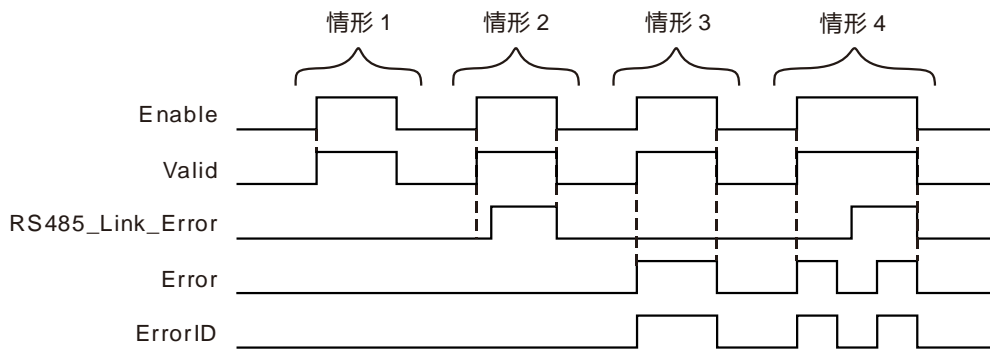 情形 1 情形 2 情形 3 情形 4
Enable
Valid
RS485_Link_Error
Error
ErrorID